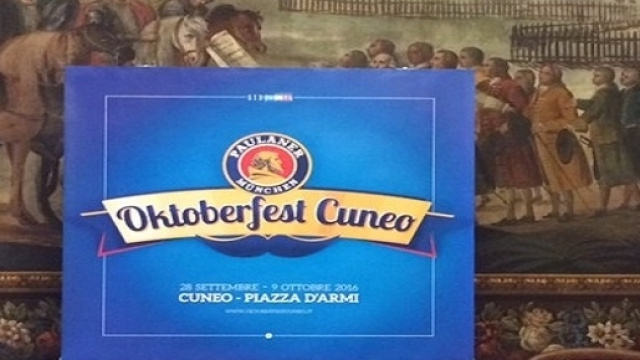 PAULANER
MÜNCHEN
Oktoberfest Cuneo
28 SETTEMBRE - 9 OTTOBRE 2016
CUNEO - PIAZZA D'ARMI